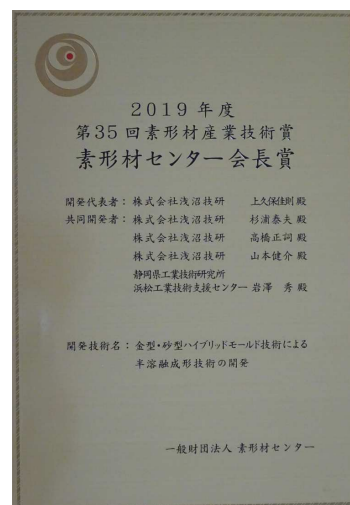 2019年度
第35回素形材産業技術賞
素形材センター会長賞
開発代表者：株式会社浅沼技研 上久保佳則 殿
共同開発者：株式会社浅沼技研 杉浦泰夫 殿
株式会社浅沼技研 高橋正詞 殿
株式会社浅沼技研 山本健介 殿
静岡県工業技術研究所
浜松工業技術支援センター 岩澤 秀 殿
開発技術名：金型・砂型ハイブリッドモールド技術による
半溶融成形技術の開発
一般財団法人 素形材センター